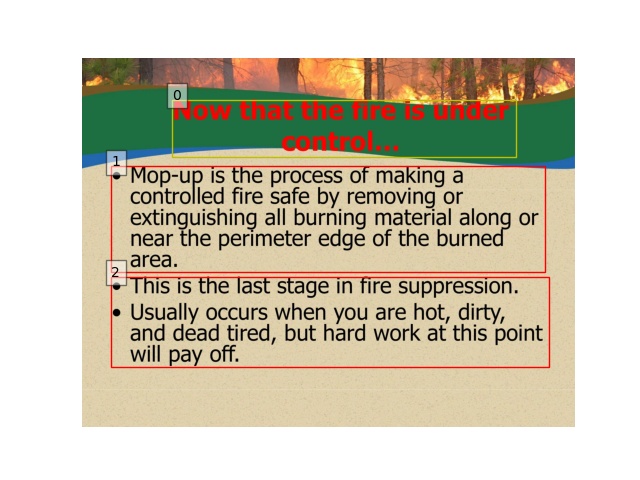 0
Now that the fire is under
control...
1
• Mop-up is the process of making a
controlled fire safe by removing or
extinguishing all burning material along or
near the perimeter edge of the burned
area.
2
• This is the last stage in fire suppression.
• Usually occurs when you are hot, dirty,
and dead tired, but hard work at this point
will pay off.